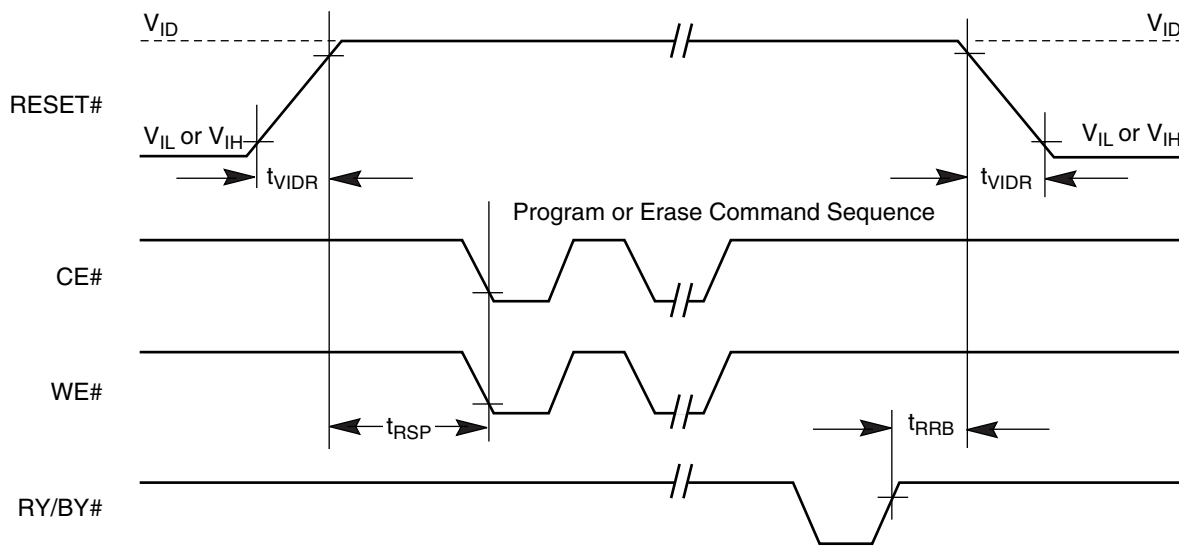 V_ID
V_ID
RESET#
V_IL or V_IH
V_IL or V_IH
t_VIDR
t_VIDR
Program or Erase Command Sequence
CE#
WE#
t_RSP
t_RRB
RY/BY#